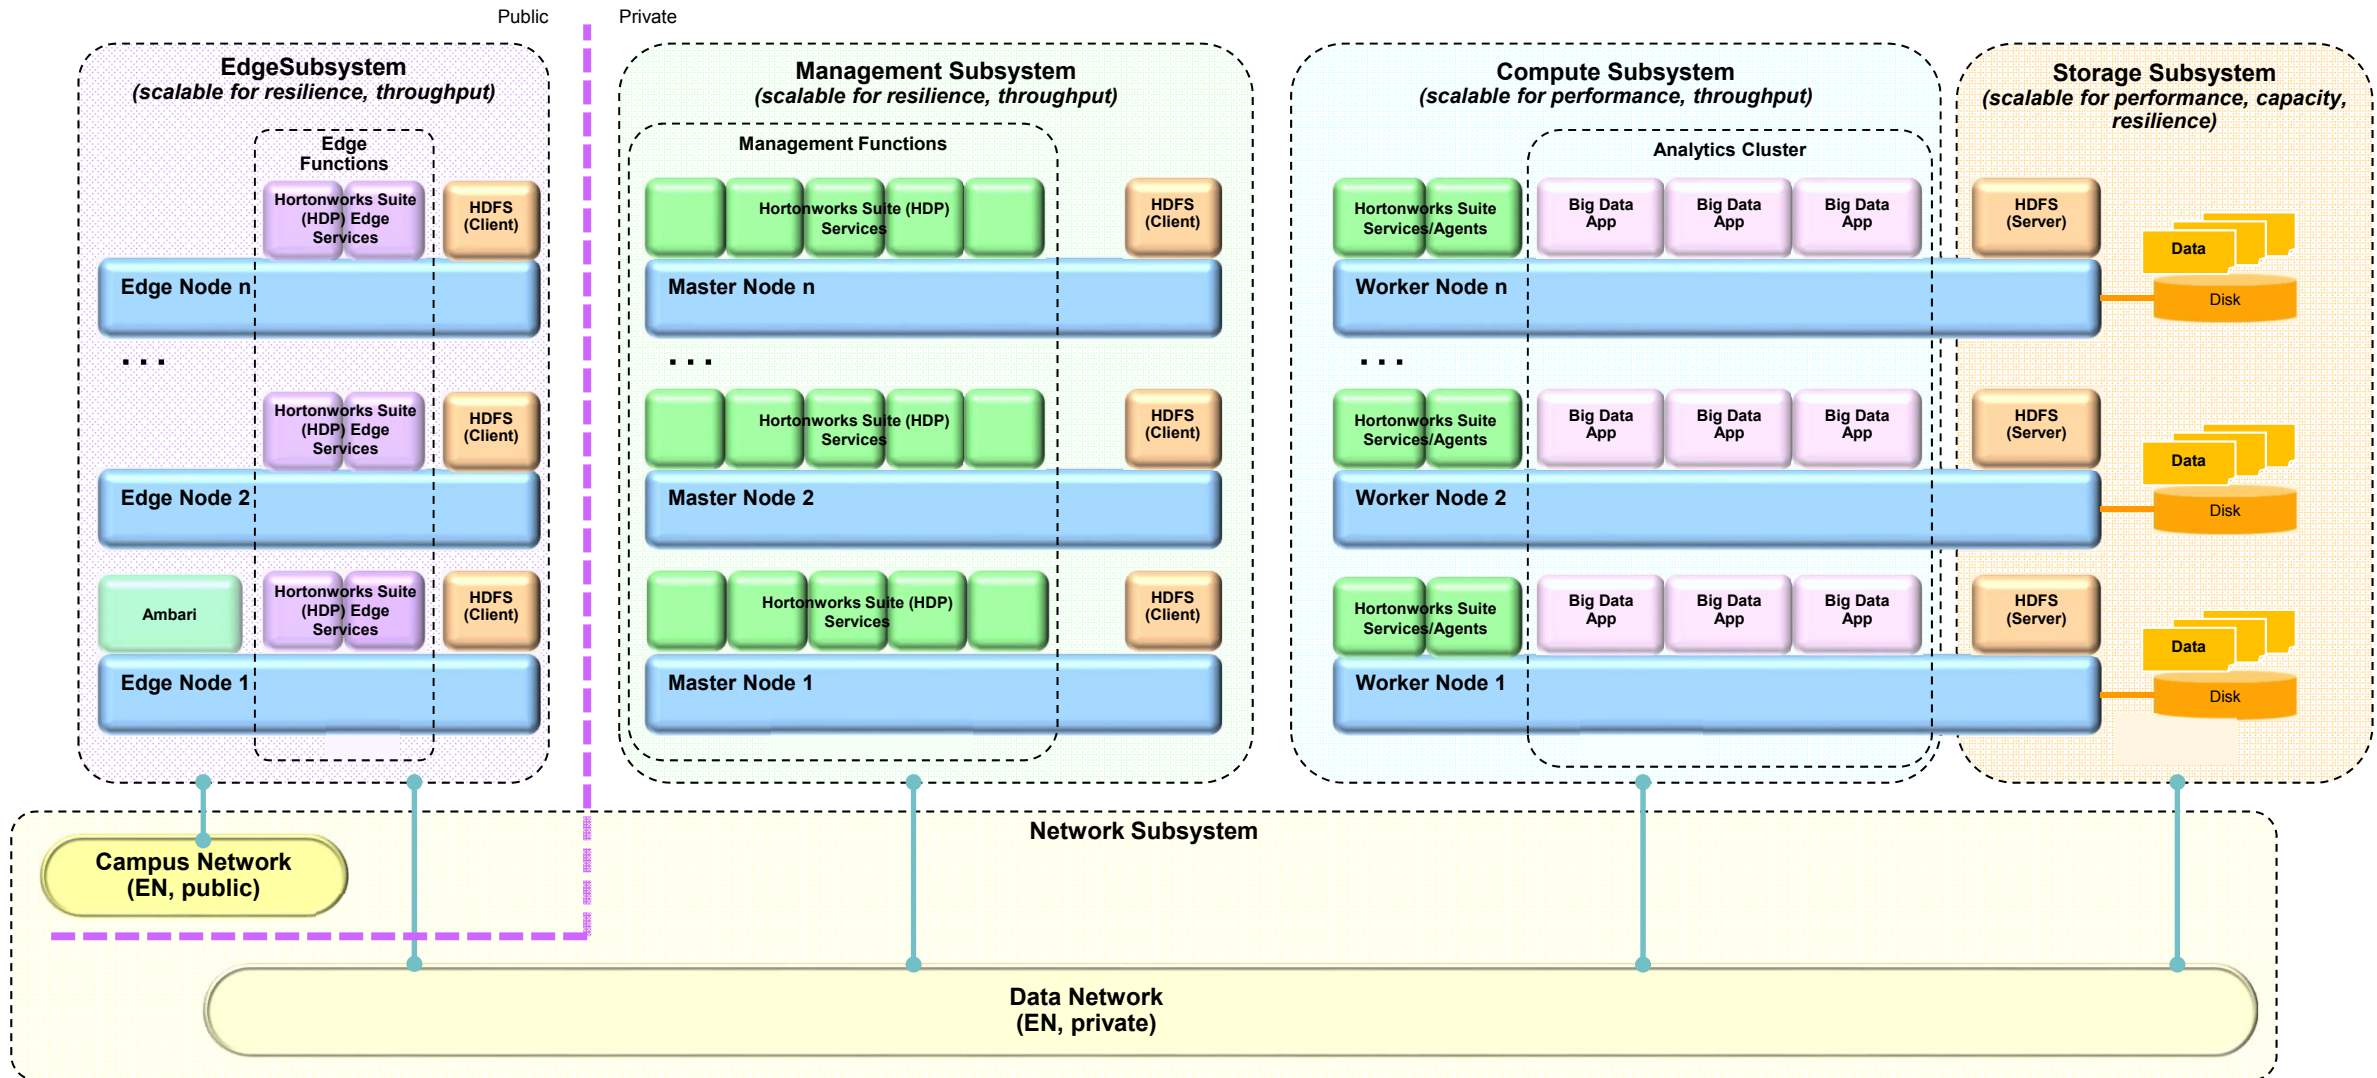 Public
Private
EdgeSubsystem
(scalable for resilience, throughput)
Edge
Functions
Hortonworks Suite
(HDP) Edge
Services
HDFS
(Client)
Edge Node n
. . .
Hortonworks Suite
(HDP) Edge
Services
HDFS
(Client)
Edge Node 2
Ambari
Hortonworks Suite
(HDP) Edge
Services
HDFS
(Client)
Edge Node 1
Management Subsystem
(scalable for resilience, throughput)
Management Functions
Hortonworks Suite (HDP)
Services
HDFS
(Client)
Master Node n
. . .
Hortonworks Suite (HDP)
Services
HDFS
(Client)
Master Node 2
Hortonworks Suite (HDP)
Services
HDFS
(Client)
Master Node 1
Compute Subsystem
(scalable for performance, throughput)
Analytics Cluster
Hortonworks Suite
Services/Agents
Big Data
App
Big Data
App
Big Data
App
Worker Node n
. . .
Hortonworks Suite
Services/Agents
Big Data
App
Big Data
App
Big Data
App
Worker Node 2
Hortonworks Suite
Services/Agents
Big Data
App
Big Data
App
Big Data
App
Worker Node 1
Storage Subsystem
(scalable for performance, capacity,
resilience)
HDFS
(Server)
Data
Disk
HDFS
(Server)
Data
Disk
HDFS
(Server)
Data
Disk
Network Subsystem
Campus Network
(EN, public)
Data Network
(EN, private)